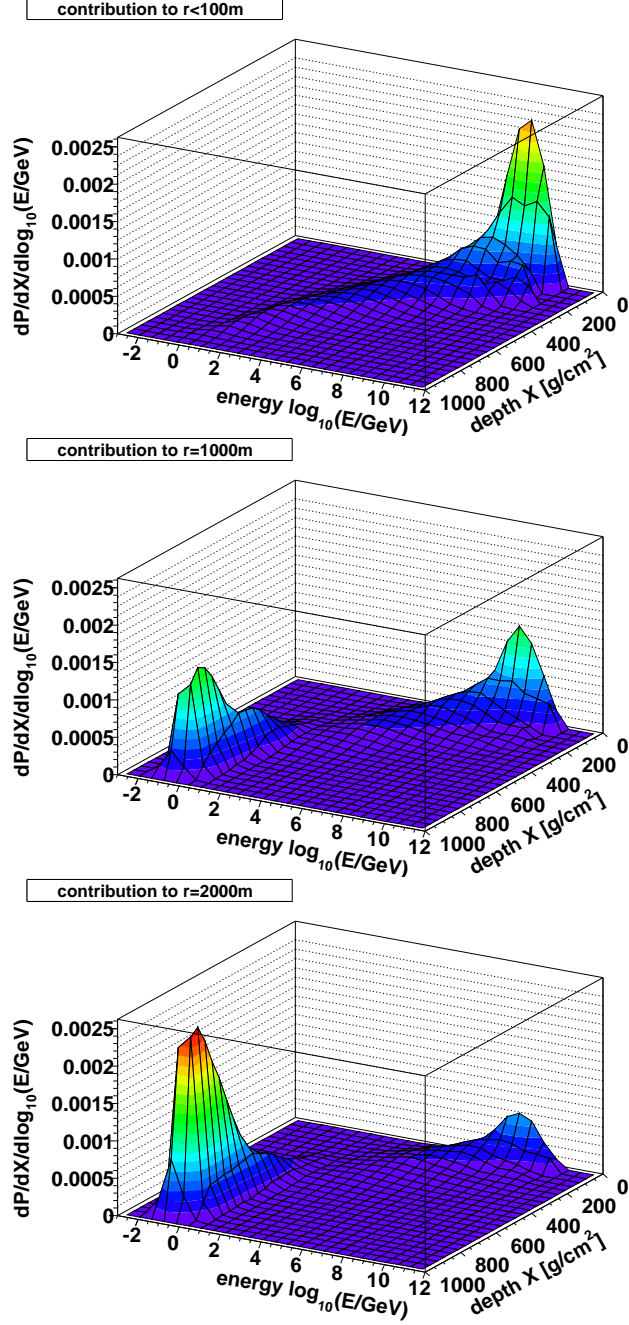 contribution to r<100m
dP/dX/dlog₁₀(E/GeV)
0.0025
0.002
0.0015
0.001
0.0005
0
-2 0 2 4 6 8 10 12
energy log₁₀(E/GeV)
1000 800 600 400 200 0
depth X [g/cm²]
contribution to r=1000m
dP/dX/dlog₁₀(E/GeV)
0.0025
0.002
0.0015
0.001
0.0005
0
-2 0 2 4 6 8 10 12
energy log₁₀(E/GeV)
1000 800 600 400 200 0
depth X [g/cm²]
contribution to r=2000m
dP/dX/dlog₁₀(E/GeV)
0.0025
0.002
0.0015
0.001
0.0005
0
-2 0 2 4 6 8 10 12
energy log₁₀(E/GeV)
1000 800 600 400 200 0
depth X [g/cm²]